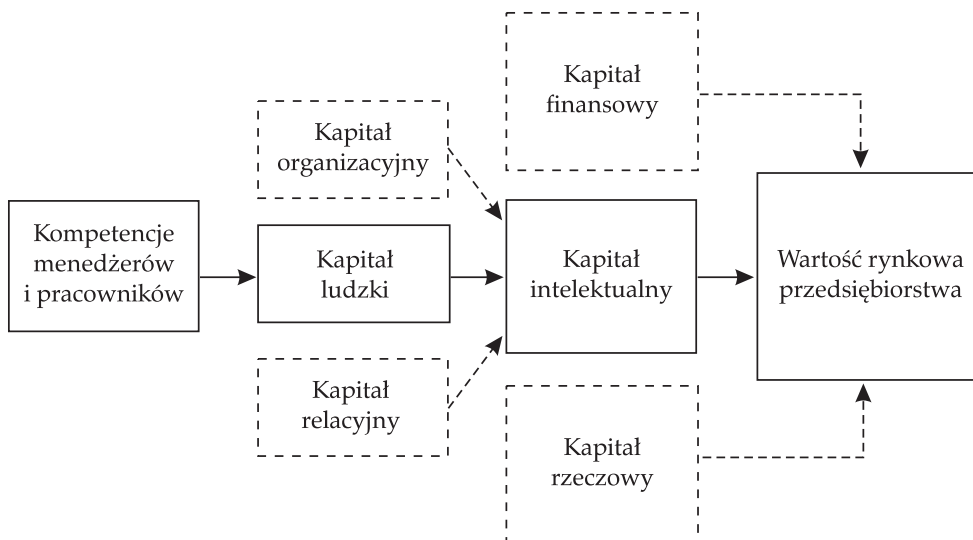 Kompetencje
menedżerów
i pracowników
Kapitał
organizacyjny
Kapitał
ludzki
Kapitał
relacyjny
Kapitał
finansowy
Kapitał
intelektualny
Kapitał
rzeczowy
Wartość rynkowa
przedsiębiorstwa